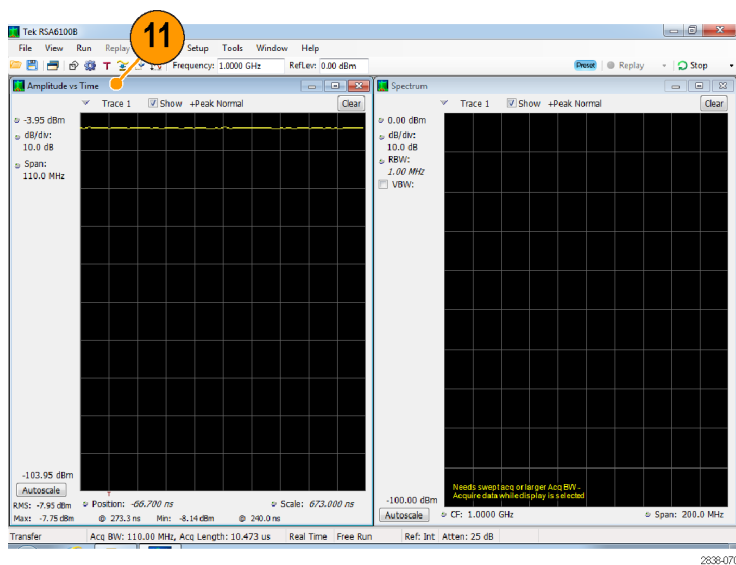 Tek RSA6100B
11
File View Run Replay Setup Tools Window Help
T Frequency: 1.0000 GHz RefLev: 0.00 dBm Preset Replay Stop
Amplitude vs Time
Trace 1 Show +Peak Normal Clear
-3.95 dBm
dB/div:
10.0 dB
Span:
110.0 MHz
-103.95 dBm
Autoscale
T
Position: -66.700 ns Scale: 673.000 ns
RMS: -7.95 dBm
Max: -7.75 dBm @ 273.3 ns Min: -8.14 dBm @ 240.0 ns
Spectrum
Trace 1 Show +Peak Normal Clear
0.00 dBm
dB/div:
10.0 dB
RBW:
1.00 MHz
VBW:
Needs swept acq or larger Acq BW -
Acquire data while display is selected
-100.00 dBm
Autoscale CF: 1.0000 GHz Span: 200.0 MHz
Transfer Acq BW: 110.00 MHz, Acq Length: 10.473 us Real Time Free Run Ref: Int Atten: 25 dB
2838-070